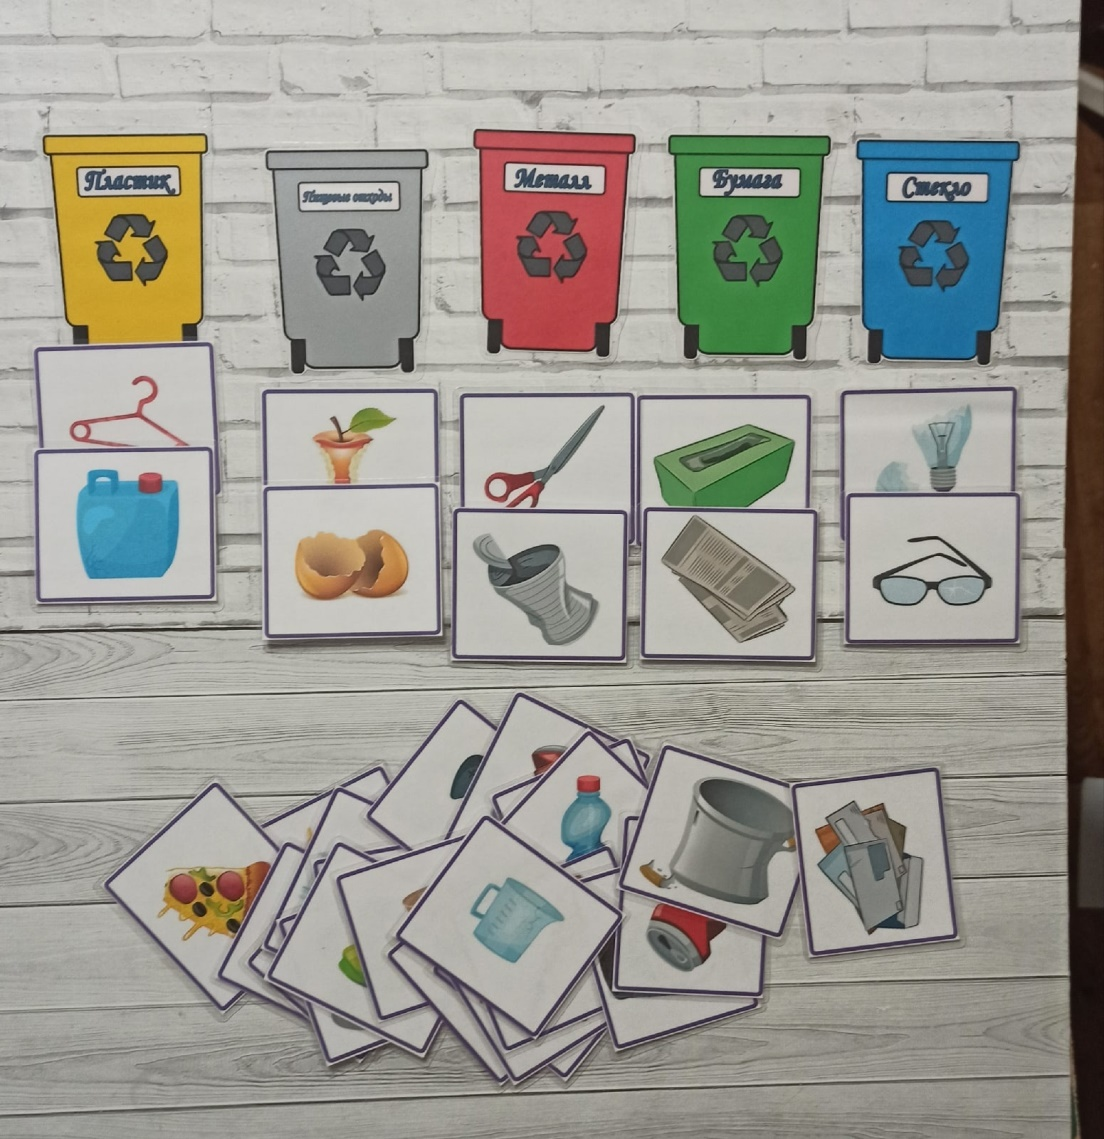 Пластик
Пищевые отходы
Металл
Бумага
Стекло